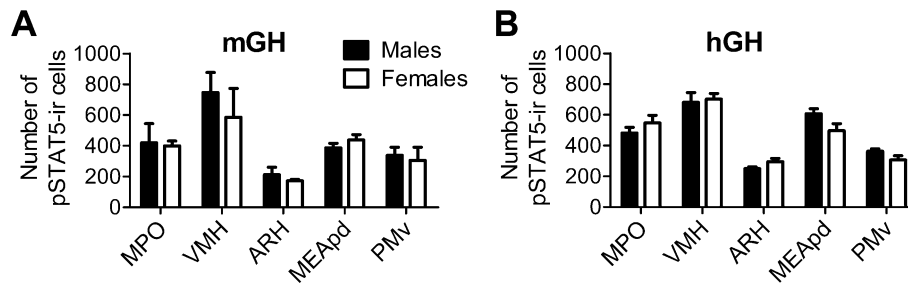 A
mGH
Number of
pSTAT5-ir cells
1000
800
600
400
200
0
Males
Females
MPO
VMH
ARH
MEApd
PMv
B
hGH
Number of
pSTAT5-ir cells
1000
800
600
400
200
0
MPO
VMH
ARH
MEApd
PMv